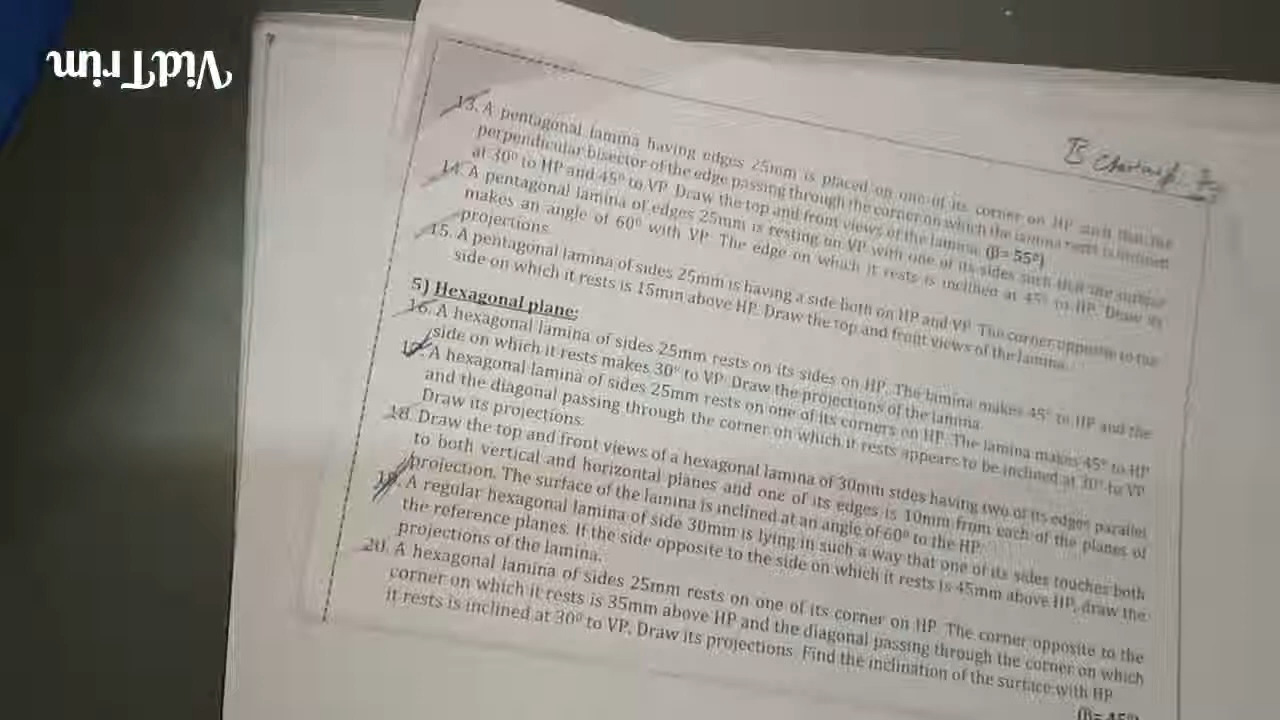 VidTrim
13. A pentagonal lamina having edges 25mm is placed on one of its corner on HP such that the
perpendicular bisector of the edge passing through the corner on which the lamina rests is inclined
at 30⁰ to HP and 45⁰ to VP. Draw the top and front views of the lamina. (β= 55⁰)
14. A pentagonal lamina of edges 25mm is resting on VP with one of its sides such that the surface
makes an angle of 60⁰ with VP. The edge on which it rests is inclined at 45⁰ to HP. Draw its
projections.
15. A pentagonal lamina of sides 25mm is having a side both on HP and VP. The corner opposite to the
side on which it rests is 15mm above HP. Draw the top and front views of the lamina.
5) Hexagonal plane:
16. A hexagonal lamina of sides 25mm rests on its sides on HP. The lamina makes 45⁰ to HP and the
side on which it rests makes 30⁰ to VP. Draw the projections of the lamina.
17. A hexagonal lamina of sides 25mm rests on one of its corners on HP. The lamina makes 45⁰ to HP
and the diagonal passing through the corner on which it rests appears to be inclined at 30⁰ to VP.
Draw its projections.
18. Draw the top and front views of a hexagonal lamina of 30mm sides having two of its edges parallel
to both vertical and horizontal planes and one of its edges is 10mm from each of the planes of
projection. The surface of the lamina is inclined at an angle of 60⁰ to the HP.
19. A regular hexagonal lamina of side 30mm is lying in such a way that one of its sides touches both
the reference planes. If the side opposite to the side on which it rests is 45mm above HP, draw the
projections of the lamina.
20. A hexagonal lamina of sides 25mm rests on one of its corner on HP. The corner opposite to the
corner on which it rests is 35mm above HP and the diagonal passing through the corner on which
it rests is inclined at 30⁰ to VP. Draw its projections. Find the inclination of the surface with HP.
(β= 45⁰)